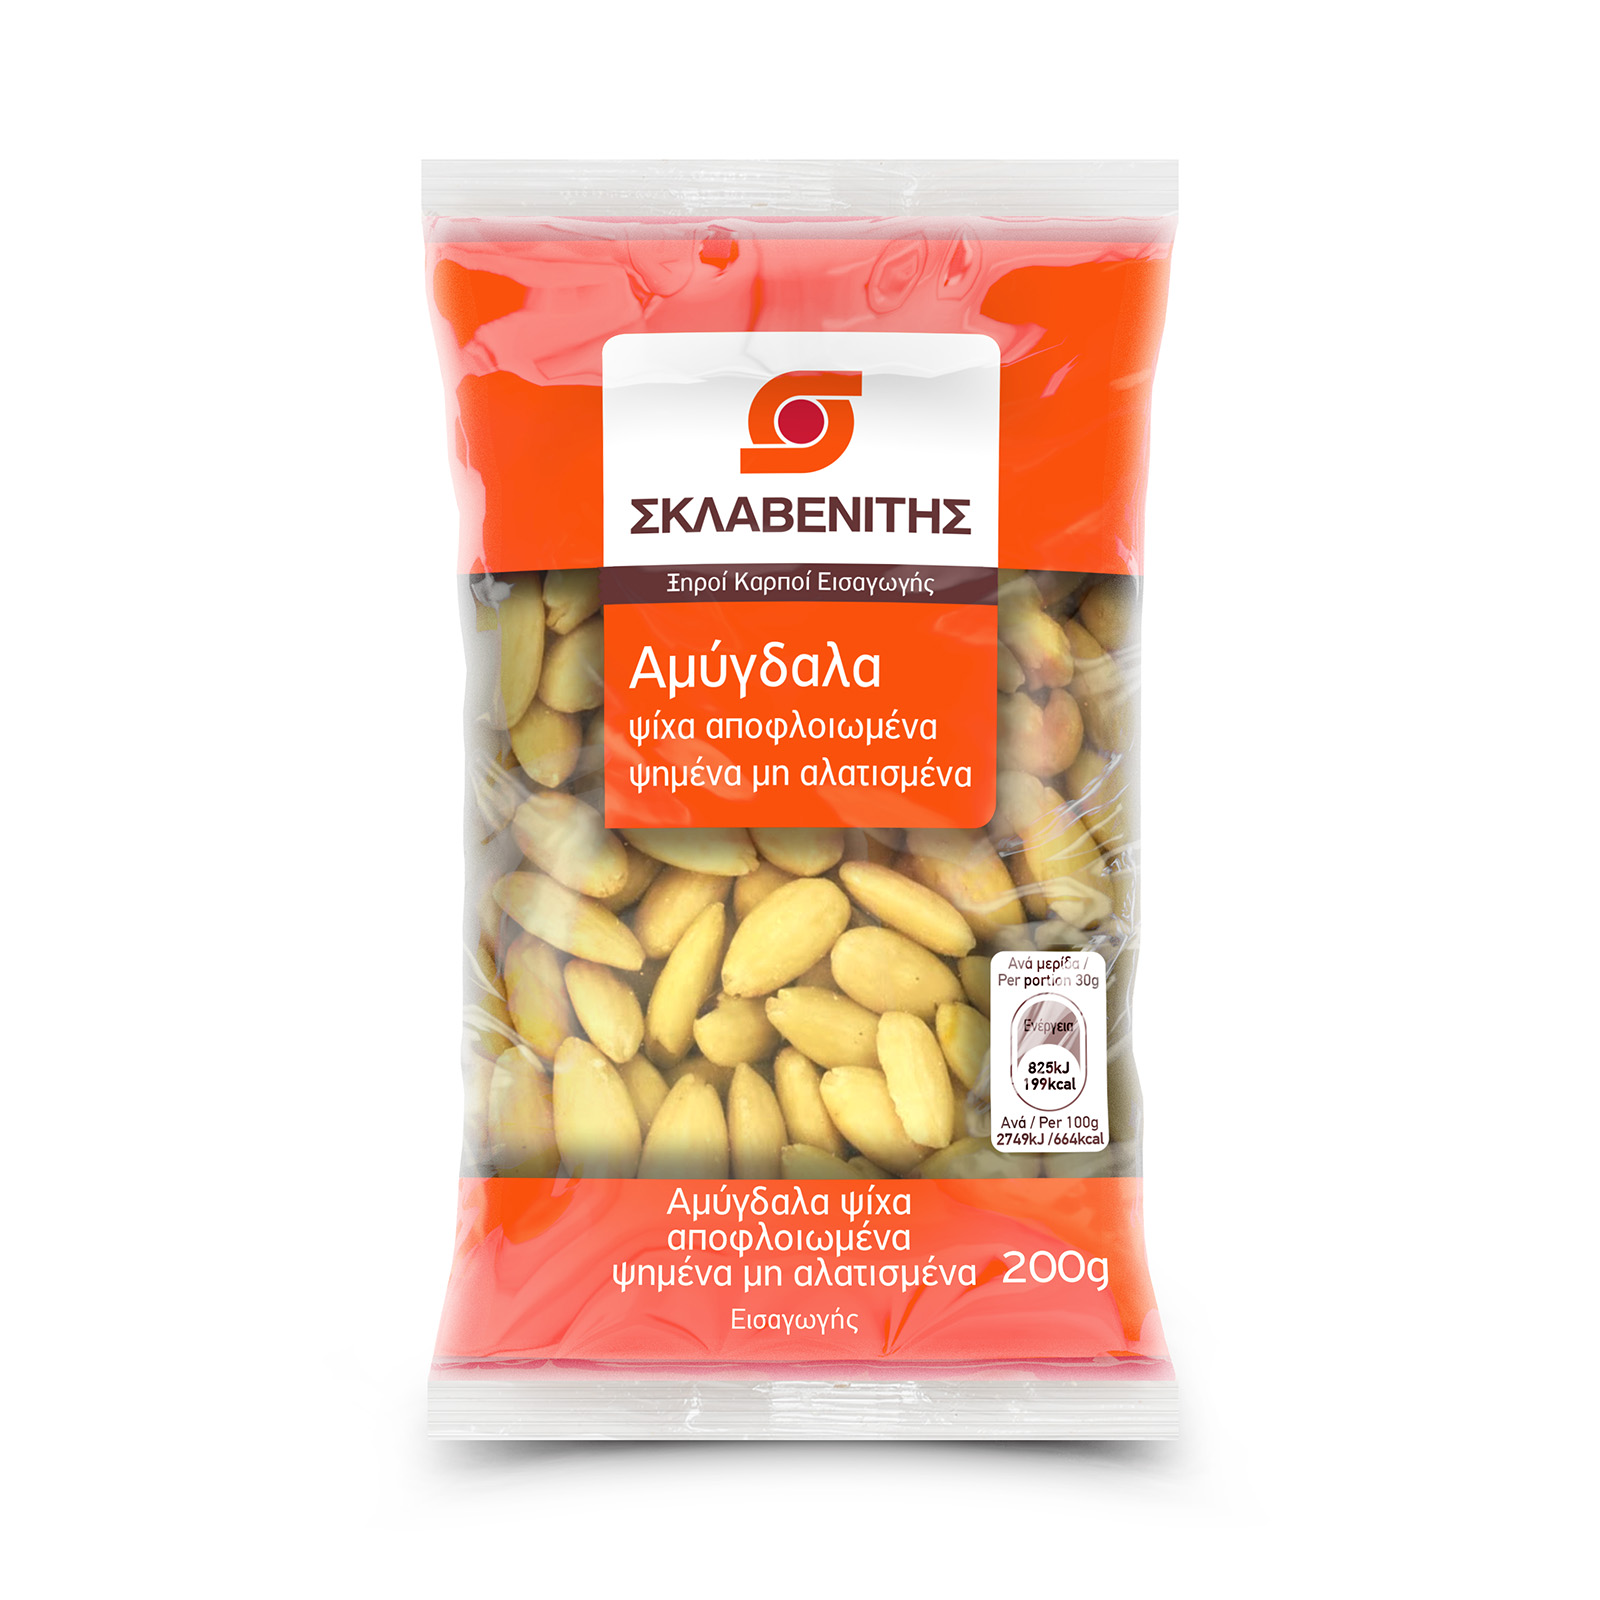 ΣΚΛΑΒΕΝΙΤΗΣ
Ξηροί Καρποί Εισαγωγής
Αμύγδαλα
ψίχα αποφλοιωμένα
ψημένα μη αλατισμένα
Ανά μερίδα /
Per portion 30g
Ενέργεια
825kJ
199kcal
Ανά / Per 100g
2749kJ /664kcal
Αμύγδαλα ψίχα
αποφλοιωμένα
ψημένα μη αλατισμένα 200g
Εισαγωγής